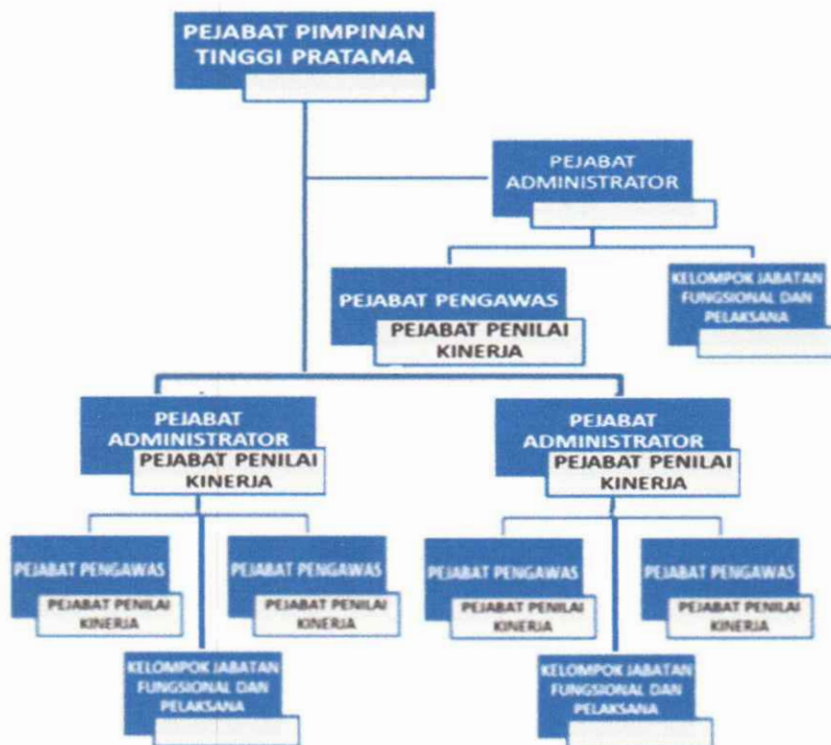 PEJABAT PIMPINAN
TINGGI PRATAMA
PEJABAT
ADMINISTRATOR
PEJABAT PENGAWAS
PEJABAT PENILAI
KINERJA
KELOMPOK JABATAN
FUNGSIONAL DAN
PELAKSANA
PEJABAT
ADMINISTRATOR
PEJABAT PENILAI
KINERJA
PEJABAT
ADMINISTRATOR
PEJABAT PENILAI
KINERJA
PEJABAT PENGAWAS
PEJABAT PENILAI
KINERJA
PEJABAT PENGAWAS
PEJABAT PENILAI
KINERJA
PEJABAT PENGAWAS
PEJABAT PENILAI
KINERJA
PEJABAT PENGAWAS
PEJABAT PENILAI
KINERJA
KELOMPOK JABATAN
FUNGSIONAL DAN
PELAKSANA
KELOMPOK JABATAN
FUNGSIONAL DAN
PELAKSANA